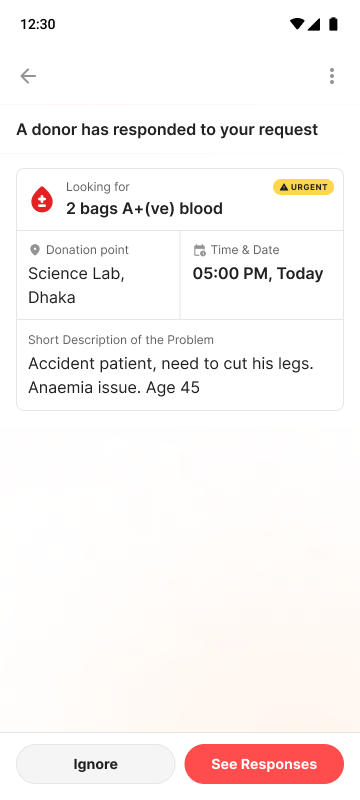 12:30
A donor has responded to your request
Looking for
URGENT
2 bags A+(ve) blood
Donation point
Science Lab,
Dhaka
Time & Date
05:00 PM, Today
Short Description of the Problem
Accident patient, need to cut his legs.
Anaemia issue. Age 45
Ignore
See Responses